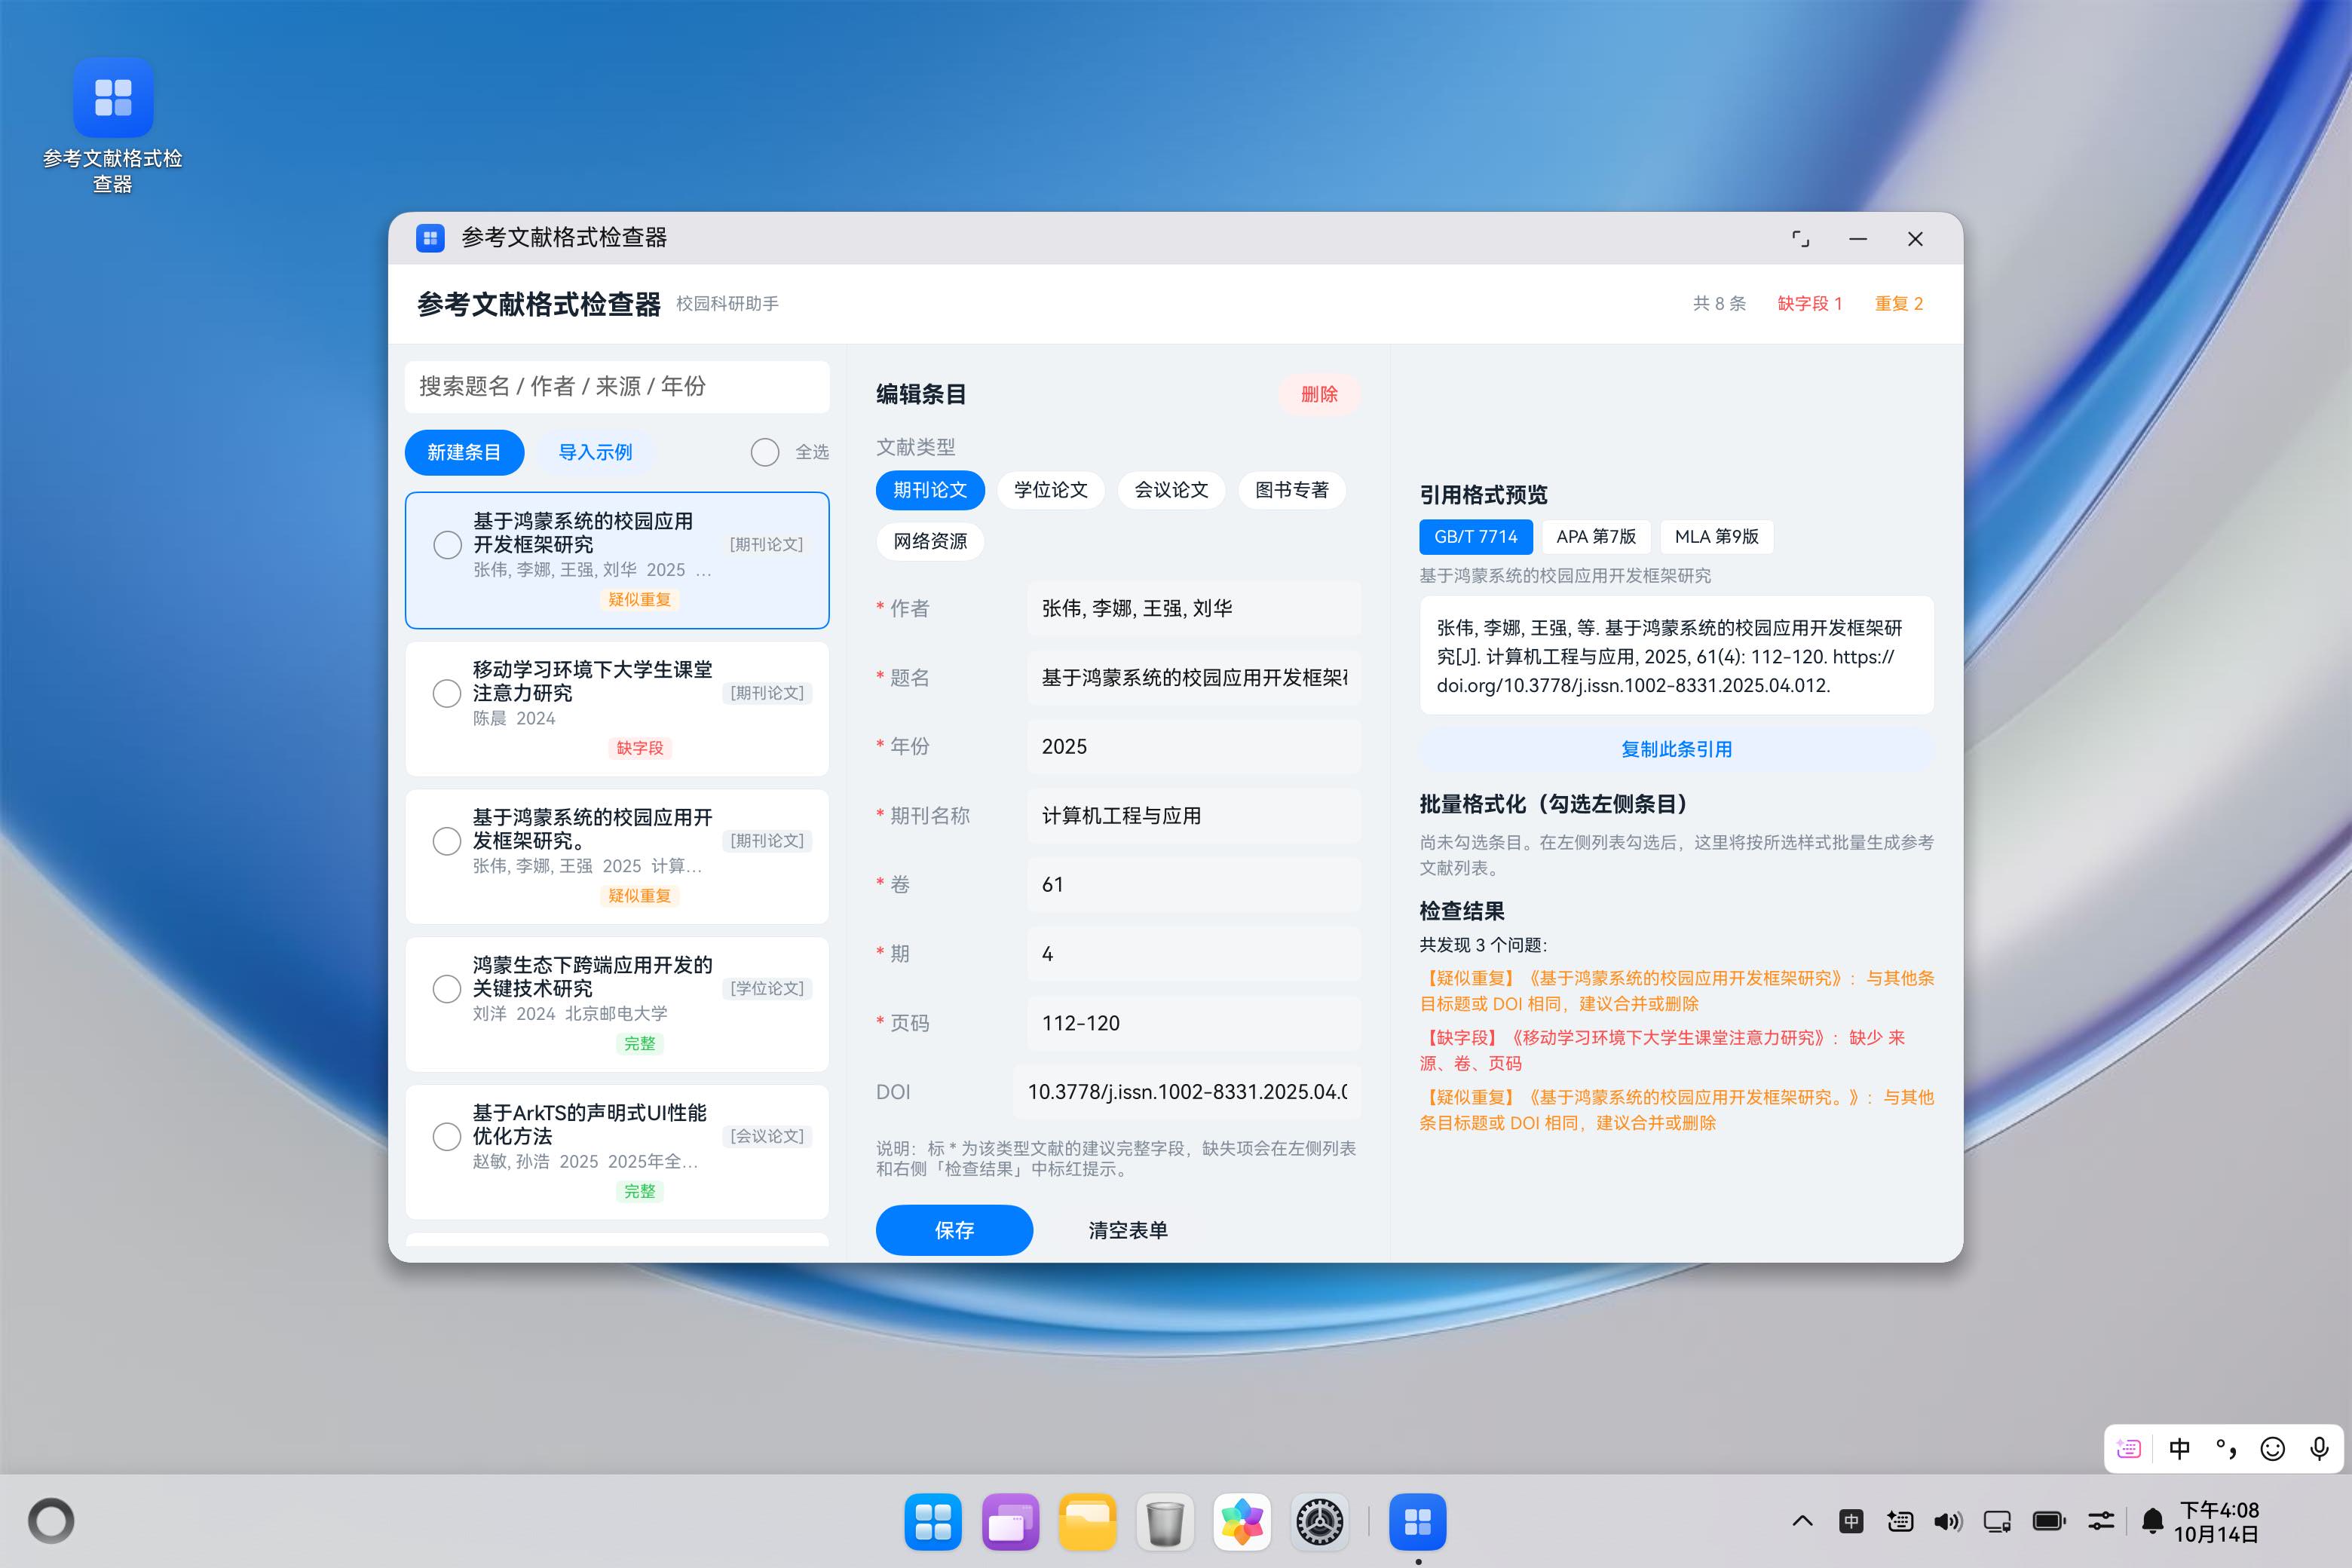 参考文献格式检
查器
参考文献格式检查器
参考文献格式检查器 校园科研助手
共 8 条 缺字段 1 重复 2
搜索题名 / 作者 / 来源 / 年份
新建条目 导入示例 全选
基于鸿蒙系统的校园应用
开发框架研究
[期刊论文]
张伟, 李娜, 王强, 刘华 2025 …
疑似重复
移动学习环境下大学生课堂
注意力研究
[期刊论文]
陈晨 2024
缺字段
基于鸿蒙系统的校园应用开
发框架研究。
[期刊论文]
张伟, 李娜, 王强 2025 计算…
疑似重复
鸿蒙生态下跨端应用开发的
关键技术研究
[学位论文]
刘洋 2024 北京邮电大学
完整
基于ArkTS的声明式UI性能
优化方法
[会议论文]
赵敏, 孙浩 2025 2025年全…
完整
编辑条目 删除
文献类型
期刊论文 学位论文 会议论文 图书专著
网络资源
* 作者 张伟, 李娜, 王强, 刘华
* 题名 基于鸿蒙系统的校园应用开发框架
* 年份 2025
* 期刊名称 计算机工程与应用
* 卷 61
* 期 4
* 页码 112-120
DOI 10.3778/j.issn.1002-8331.2025.04.0
说明：标 * 为该类型文献的建议完整字段，缺失项会在左侧列表
和右侧「检查结果」中标红提示。
保存 清空表单
引用格式预览
GB/T 7714 APA 第7版 MLA 第9版
基于鸿蒙系统的校园应用开发框架研究
张伟, 李娜, 王强, 等. 基于鸿蒙系统的校园应用开发框架研
究[J]. 计算机工程与应用, 2025, 61(4): 112-120. https://
doi.org/10.3778/j.issn.1002-8331.2025.04.012.
复制此条引用
批量格式化（勾选左侧条目）
尚未勾选条目。在左侧列表勾选后，这里将按所选样式批量生成参考
文献列表。
检查结果
共发现 3 个问题：
【疑似重复】《基于鸿蒙系统的校园应用开发框架研究》：与其他条
目标题或 DOI 相同，建议合并或删除
【缺字段】《移动学习环境下大学生课堂注意力研究》：缺少 来
源、卷、页码
【疑似重复】《基于鸿蒙系统的校园应用开发框架研究。》：与其他
条目标题或 DOI 相同，建议合并或删除
中 °，
中
下午4:08
10月14日